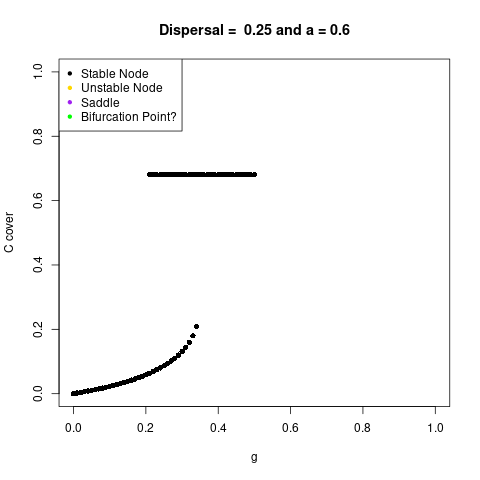 Dispersal =  0.25 and a = 0.6
Stable Node
Unstable Node
Saddle
Bifurcation Point?
C cover
1.0
0.8
0.6
0.4
0.2
0.0
0.0 0.2 0.4 0.6 0.8 1.0
g